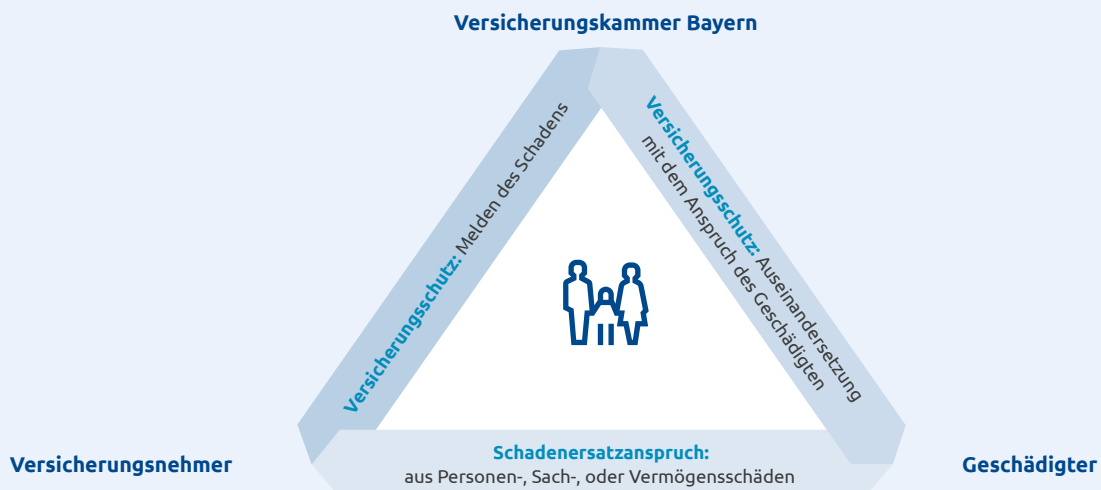 Versicherungskammer Bayern
Versicherungsschutz: Melden des Schadens
Versicherungsschutz: Auseinandersetzung
mit dem Anspruch des Geschädigten
Versicherungsnehmer
Schadenersatzanspruch:
aus Personen-, Sach-, oder Vermögensschäden
Geschädigter